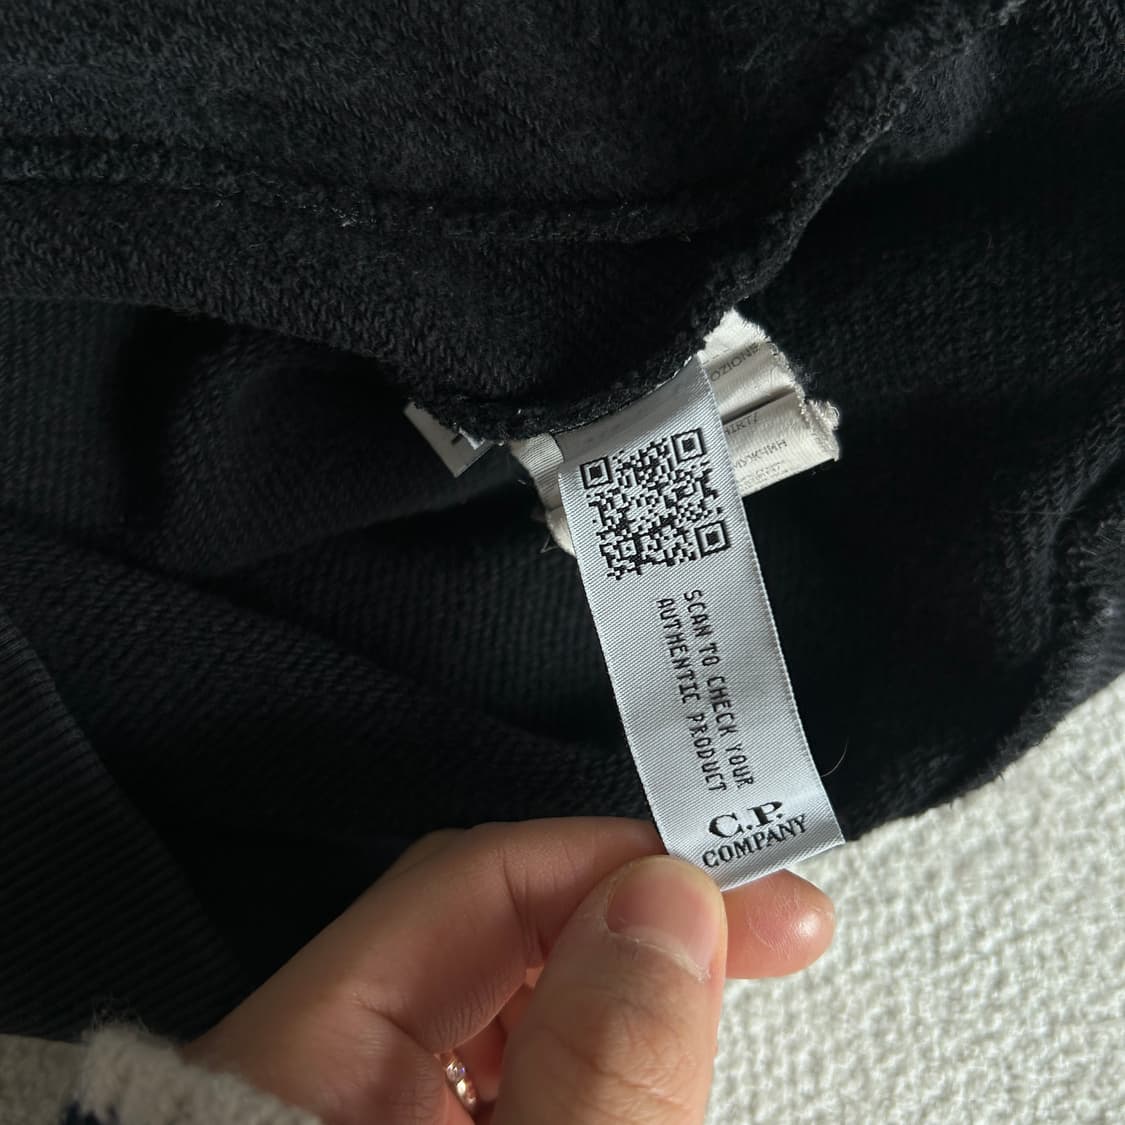 SCAN TO CHECK YOUR
AUTHENTIC PRODUCT
C.P.
COMPANY